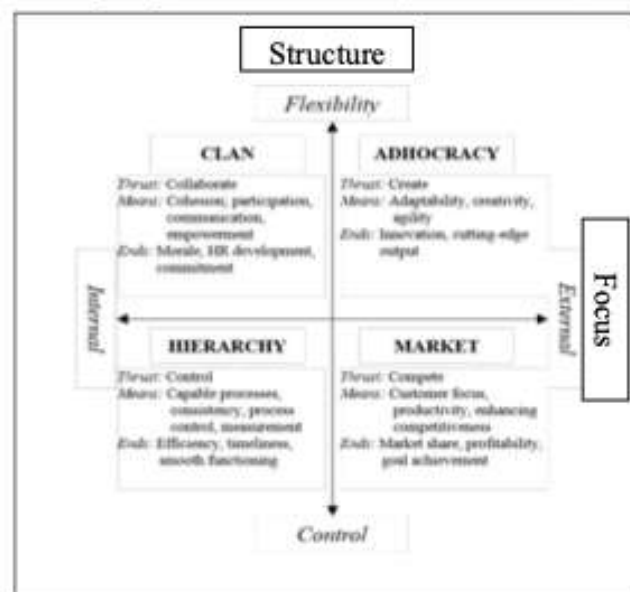 Structure
Flexibility
CLAN
Thrust: Collaborate
Means: Cohesion, participation,
communication,
empowerment
Ends: Morale, HR development,
commitment
ADHOCRACY
Thrust: Create
Means: Adaptability, creativity,
agility
Ends: Innovation, cutting-edge
output
Internal
External
Focus
HIERARCHY
Thrust: Control
Means: Capable processes,
consistency, process
control, measurement
Ends: Efficiency, timeliness,
smooth functioning
MARKET
Thrust: Compete
Means: Customer focus,
productivity, enhancing
competitiveness
Ends: Market share, profitability,
goal achievement
Control